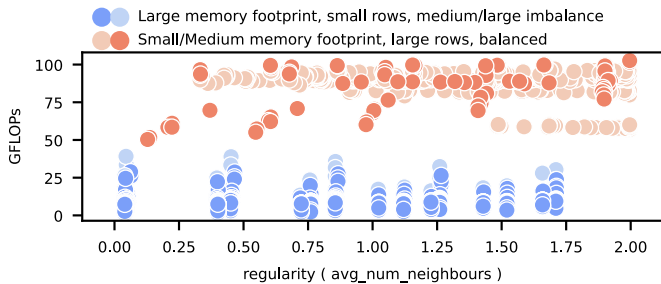 Large memory footprint, small rows, medium/large imbalance
Small/Medium memory footprint, large rows, balanced
GFLOPs
100
75
50
25
0
0.00 0.25 0.50 0.75 1.00 1.25 1.50 1.75 2.00
regularity ( avg_num_neighbours )